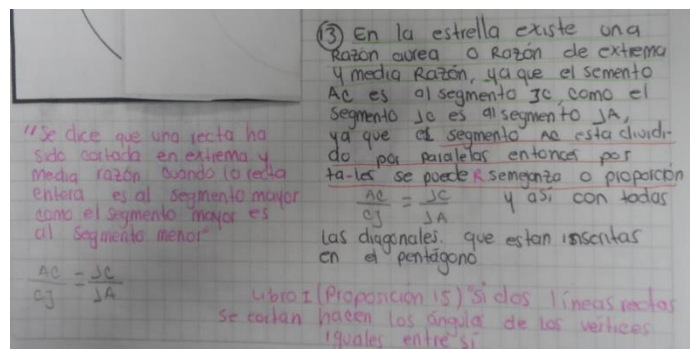 ⑬ En la estrella existe una
Razón aurea o Razón de extrema
y media Razón, ya que el semento
AC es al segmento JC, como el
segmento JC es al segmento JA,
ya que el segmento AC esta dividi-
do por paralelas entonces por
ta-les se puede R semejanza o proporción
AC/CJ = JC/JA y así con todas
las diagonales. que estan inscritas
en el pentágono
"Se dice que una recta ha
sido cortada en extrema y
media razón cuando la recta
entera es al segmento mayor
como el segmento mayor es
al segmento menor"
AC/CJ = JC/JA
Libro I (Proposición 15) "Si dos líneas rectas
se cortan hacen los ángulos de los vértices
iguales entre sí